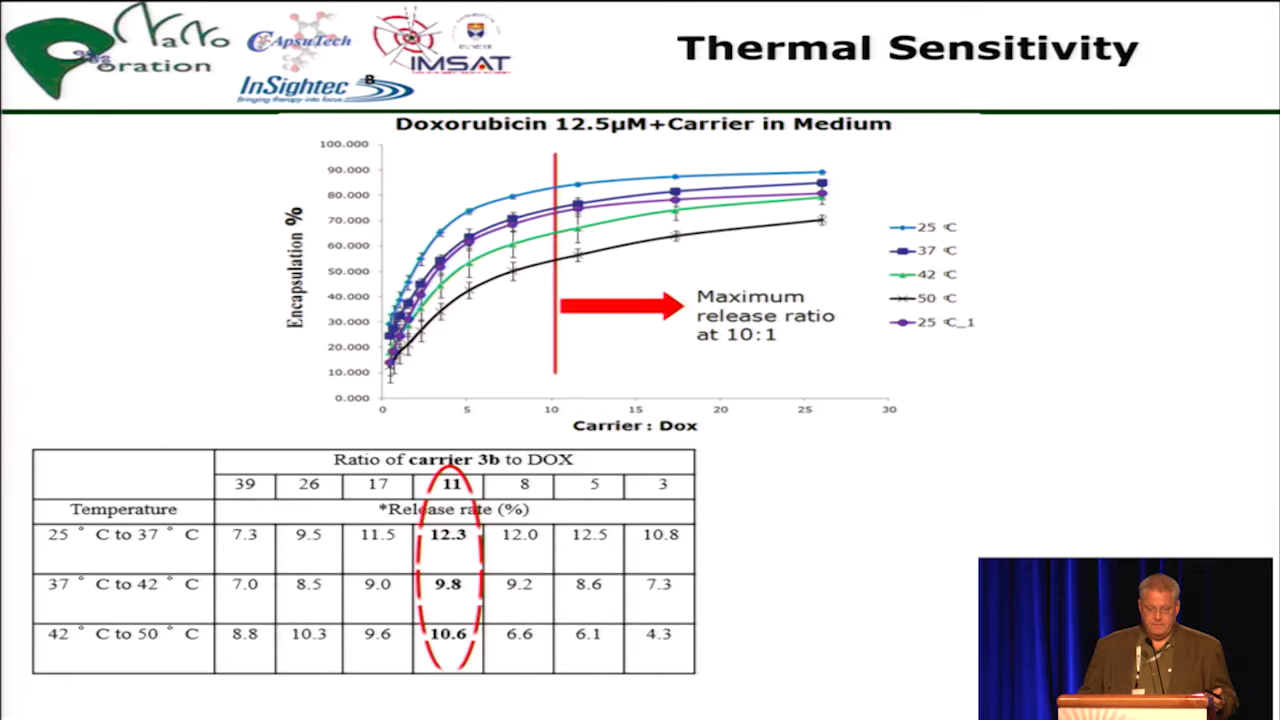 NaNo
Poration
CApsuTech
IMSAT
InSightec
Bringing therapy into focus
B
Thermal Sensitivity
Doxorubicin 12.5µM+Carrier in Medium
Encapsulation %
100.000
90.000
80.000
70.000
60.000
50.000
40.000
30.000
20.000
10.000
0.000
0 5 10 15 20 25 30
Carrier : Dox
Maximum
release ratio
at 10:1
25 °C
37 °C
42 °C
50 °C
25 °C_1
Ratio of carrier 3b to DOX
39 26 17 11 8 5 3
Temperature *Release rate (%)
25 ° C to 37 ° C 7.3 9.5 11.5 12.3 12.0 12.5 10.8
37 ° C to 42 ° C 7.0 8.5 9.0 9.8 9.2 8.6 7.3
42 ° C to 50 ° C 8.8 10.3 9.6 10.6 6.6 6.1 4.3